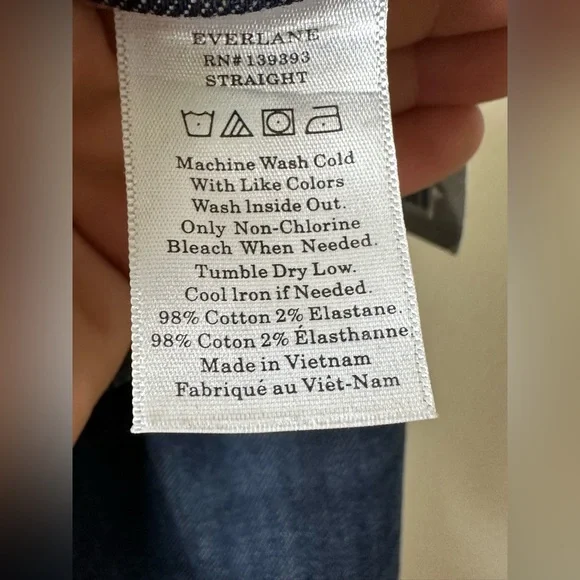 EVERLANE
RN# 139393
STRAIGHT
Machine Wash Cold
With Like Colors
Wash Inside Out.
Only Non-Chlorine
Bleach When Needed.
Tumble Dry Low.
Cool Iron if Needed.
98% Cotton 2% Elastane.
98% Coton 2% Élasthanne.
Made in Vietnam
Fabriqué au Viêt-Nam